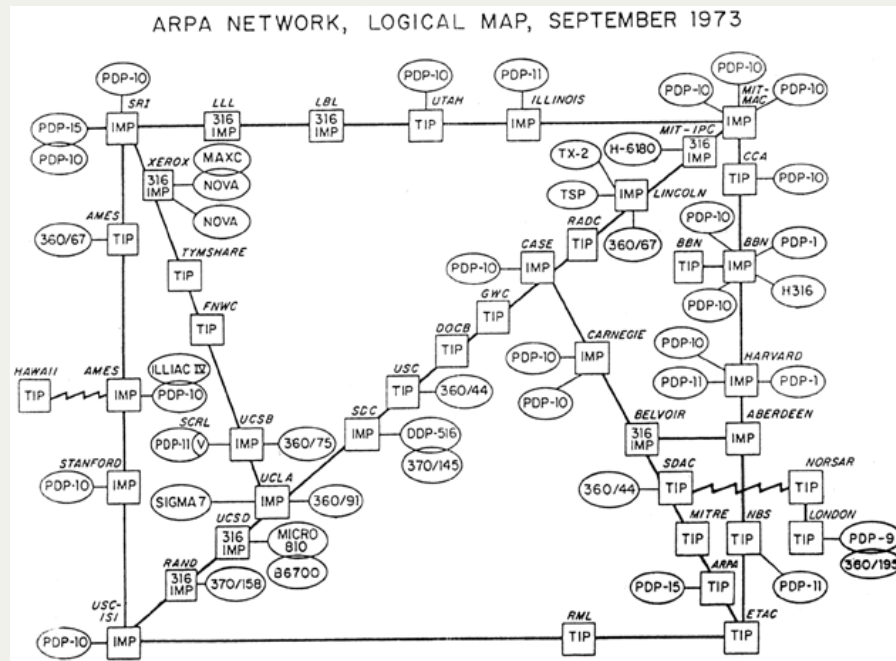 ARPA NETWORK, LOGICAL MAP, SEPTEMBER 1973
PDP-10
PDP-10
PDP-11
PDP-10
PDP-10
MIT-
MAC
PDP-10
SRI
LLL
LBL
UTAH
ILLINOIS
PDP-15
IMP
316
IMP
316
IMP
TIP
IMP
IMP
PDP-10
MIT-IPC
XEROX
MAXC
TX-2
H-6180
316
IMP
CCA
316
IMP
NOVA
TSP
IMP
LINCOLN
TIP
PDP-10
NOVA
AMES
RADC
PDP-10
360/67
TIP
CASE
TIP
360/67
BBN
BBN
PDP-1
TYMSHARE
PDP-10
IMP
TIP
IMP
TIP
GWC
PDP-10
H316
FNWC
TIP
TIP
DOCB
CARNEGIE
TIP
PDP-10
HARVARD
AMES
ILLIAC IV
USC
PDP-10
IMP
PDP-11
IMP
PDP-1
HAWAII
TIP
IMP
PDP-10
TIP
360/44
PDP-10
SCRL
UCSB
SDC
BELVOIR
ABERDEEN
PDP-11
V
IMP
360/75
IMP
DDP-516
316
IMP
IMP
370/145
STANFORD
UCLA
SDAC
NORSAR
PDP-10
IMP
SIGMA 7
IMP
360/91
360/44
TIP
TIP
UCSD
MITRE
NBS
LONDON
316
IMP
MICRO
810
TIP
TIP
TIP
PDP-9
RAND
B6700
360/195
316
IMP
370/158
ARPA
PDP-15
TIP
PDP-11
USC-
ISI
RML
ETAC
PDP-10
IMP
TIP
TIP